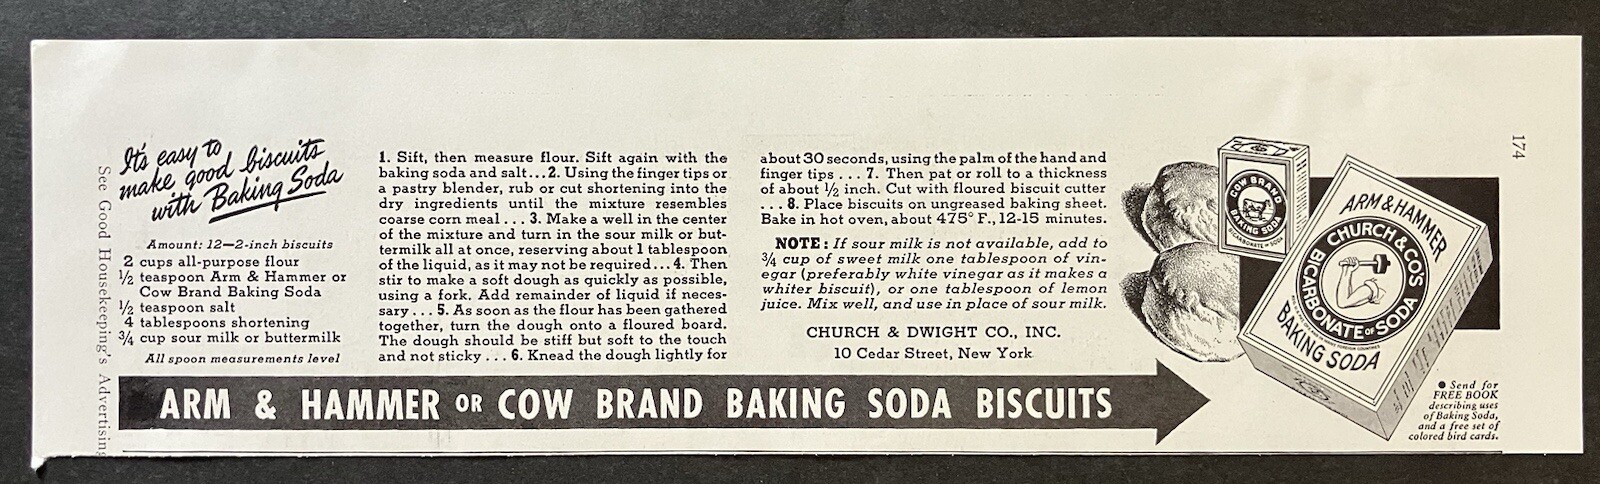 It's easy to
make good biscuits
with Baking Soda
Amount: 12—2-inch biscuits
2 cups all-purpose flour
½ teaspoon Arm & Hammer or
Cow Brand Baking Soda
½ teaspoon salt
4 tablespoons shortening
¾ cup sour milk or buttermilk
All spoon measurements level
1. Sift, then measure flour. Sift again with the
baking soda and salt...2. Using the finger tips or
a pastry blender, rub or cut shortening into the
dry ingredients until the mixture resembles
coarse corn meal... 3. Make a well in the center
of the mixture and turn in the sour milk or but-
termilk all at once, reserving about 1 tablespoon
of the liquid, as it may not be required...4. Then
stir to make a soft dough as quickly as possible,
using a fork. Add remainder of liquid if neces-
sary...5. As soon as the flour has been gathered
together, turn the dough onto a floured board.
The dough should be stiff but soft to the touch
and not sticky...6. Knead the dough lightly for
about 30 seconds, using the palm of the hand and
finger tips...7. Then pat or roll to a thickness
of about ½ inch. Cut with floured biscuit cutter
...8. Place biscuits on ungreased baking sheet.
Bake in hot oven, about 475° F., 12-15 minutes.
NOTE: If sour milk is not available, add to
¾ cup of sweet milk one tablespoon of vin-
egar (preferably white vinegar as it makes a
whiter biscuit), or one tablespoon of lemon
juice. Mix well, and use in place of sour milk.
CHURCH & DWIGHT CO., INC.
10 Cedar Street, New York
COW BRAND
BAKING SODA
BICARBONATE OF SODA
ARM & HAMMER
CHURCH & CO'S
BICARBONATE OF SODA
BAKING SODA
ARM & HAMMER OR COW BRAND BAKING SODA BISCUITS
● Send for
FREE BOOK
describing uses
of Baking Soda,
and a free set of
colored bird cards.
See Good Housekeeping's Advertising
174